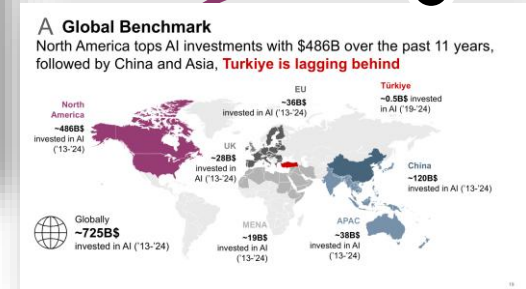 A Global Benchmark
North America tops AI investments with $486B over the past 11 years,
followed by China and Asia, Turkiye is lagging behind
North
America
~486B$
invested in AI
('13-'24)
EU
~36B$
invested in AI ('13-'24)
Türkiye
~0.5B$ invested
in AI ('19-'24)
UK
~28B$
invested in
AI ('13-'24)
China
~120B$
invested in AI ('13-'24)
Globally
~725B$
invested in AI ('13-'24)
MENA
~19B$
invested in AI
('13-'24)
APAC
~38B$
invested in AI
('13-'24)